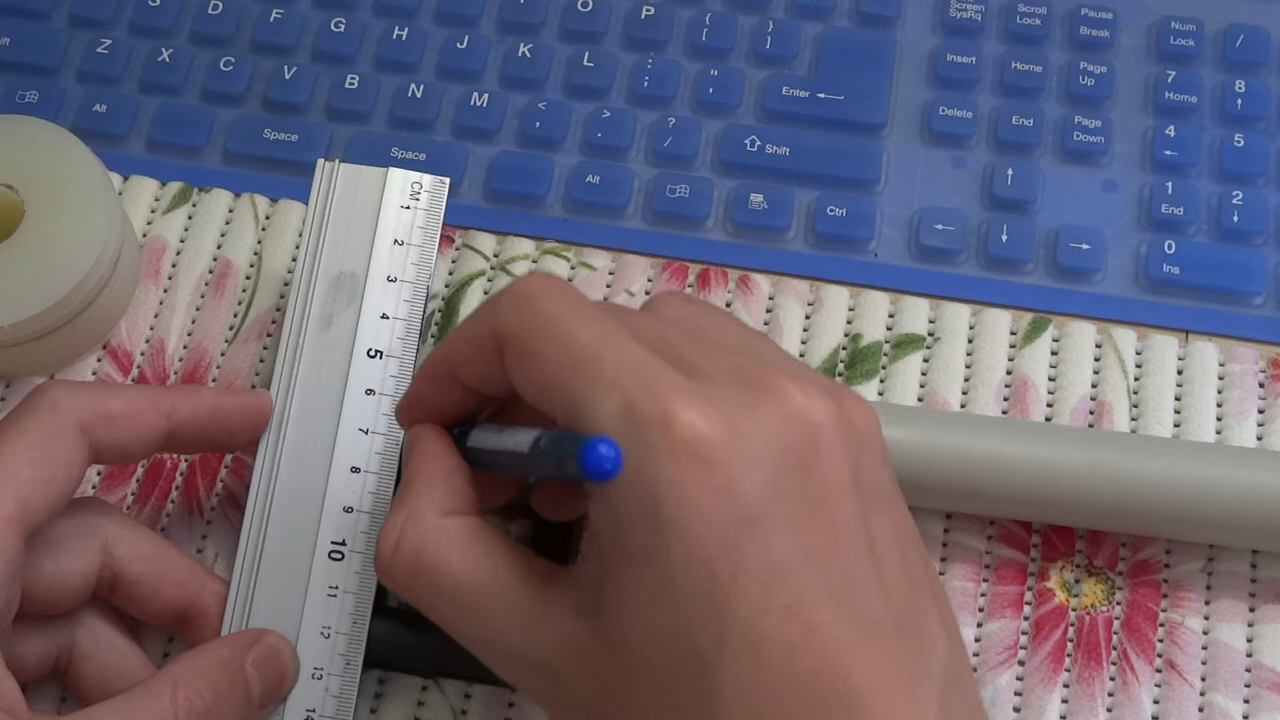 D F G H J K L : ; " ' Enter
O P { [ } ]
Screen SysRq Scroll Lock Pause Break Num Lock /
Insert Home Page Up 7 Home 8
Z X C V B N M < , > . ? / Shift
Delete End Page Down 4 5
Alt Space Space Alt Ctrl
1 End 2
0 Ins
CM
1
2
3
4
5
6
7
8
9
10
11
12
13
14